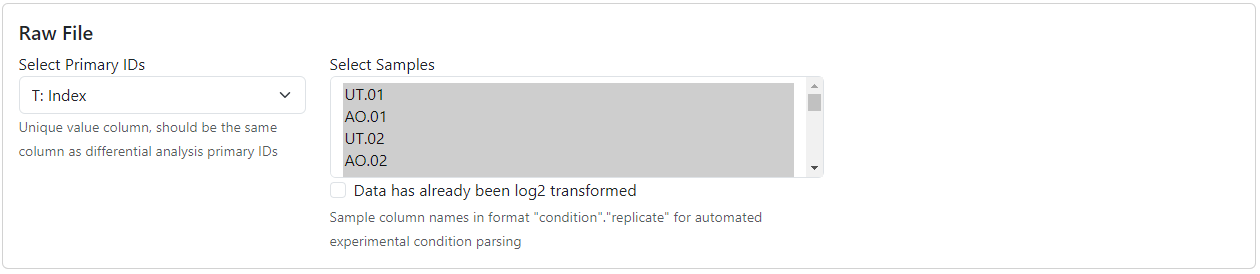 Raw File
Select Primary IDs
T: Index
Unique value column, should be the same
column as differential analysis primary IDs
Select Samples
UT.01
AO.01
UT.02
AO.02
Data has already been log2 transformed
Sample column names in format "condition"."replicate" for automated
experimental condition parsing